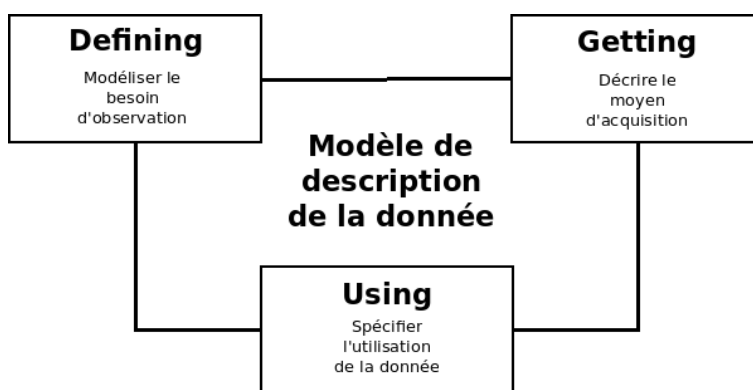 Defining
Modéliser le
besoin
d'observation
Getting
Décrire le
moyen
d'acquisition
Modèle de
description
de la donnée
Using
Spécifier
l'utilisation
de la donnée